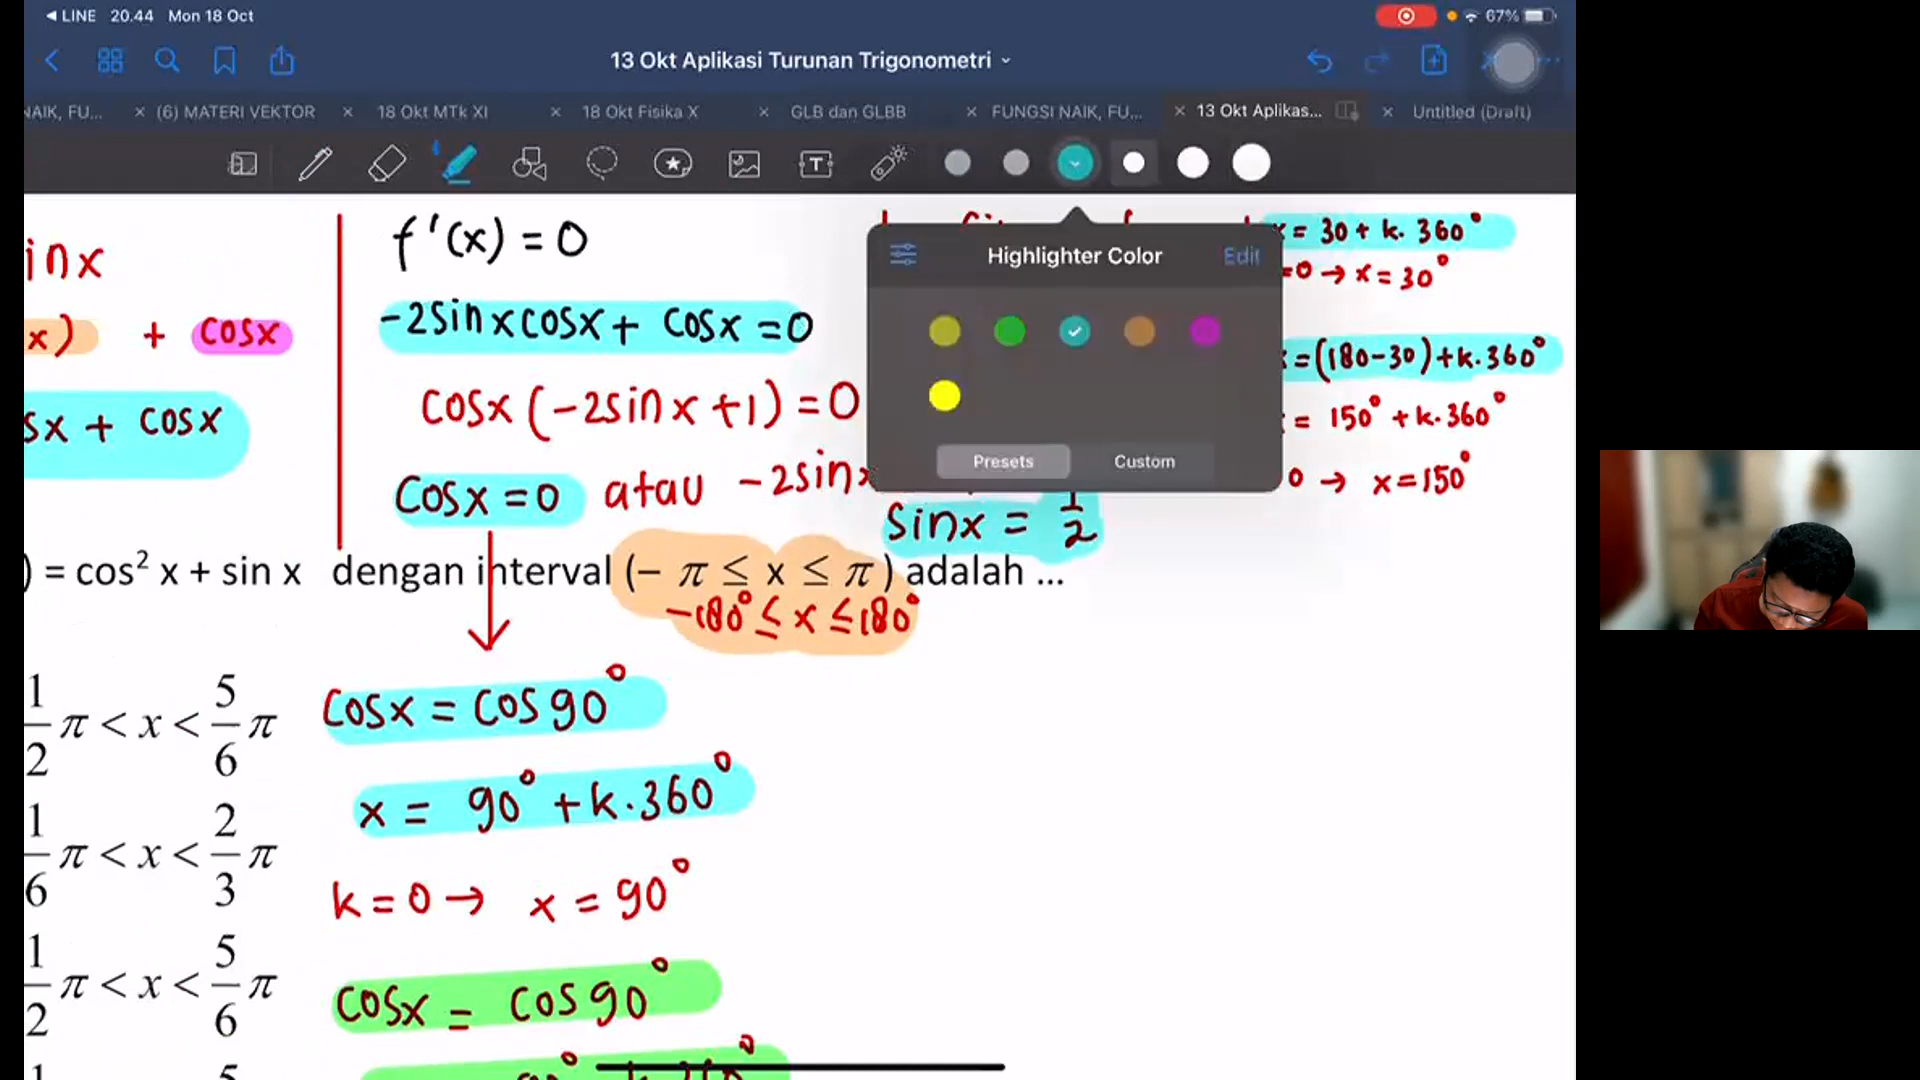 LINE 20.44 Mon 18 Oct
67%
13 Okt Aplikasi Turunan Trigonometri
NAIK, FU...
(6) MATERI VEKTOR
18 Okt MTk XI
18 Okt Fisika X
GLB dan GLBB
FUNGSI NAIK, FU...
13 Okt Aplikas...
Untitled (Draft)
Highlighter Color
Edit
Presets
Custom
inx
x) + cosx
sx + cosx
f'(x) = 0
-2sinxcosx + cosx = 0
cosx (-2sinx +1) = 0
cosx = 0 atau -2sinx
sinx = 1/2
= 30 + k. 360°
=0 → x = 30°
= (180-30) + k.360°
= 150° + k.360°
0 → x = 150°
) = cos² x + sin x dengan interval (− π ≤ x ≤ π) adalah ...
-180° ≤ x ≤ 180°
1/2 π < x < 5/6 π
1/6 π < x < 2/3 π
1/2 π < x < 5/6 π
cosx = cos 90°
x = 90° + k.360°
k = 0 → x = 90°
cosx = cos 90°